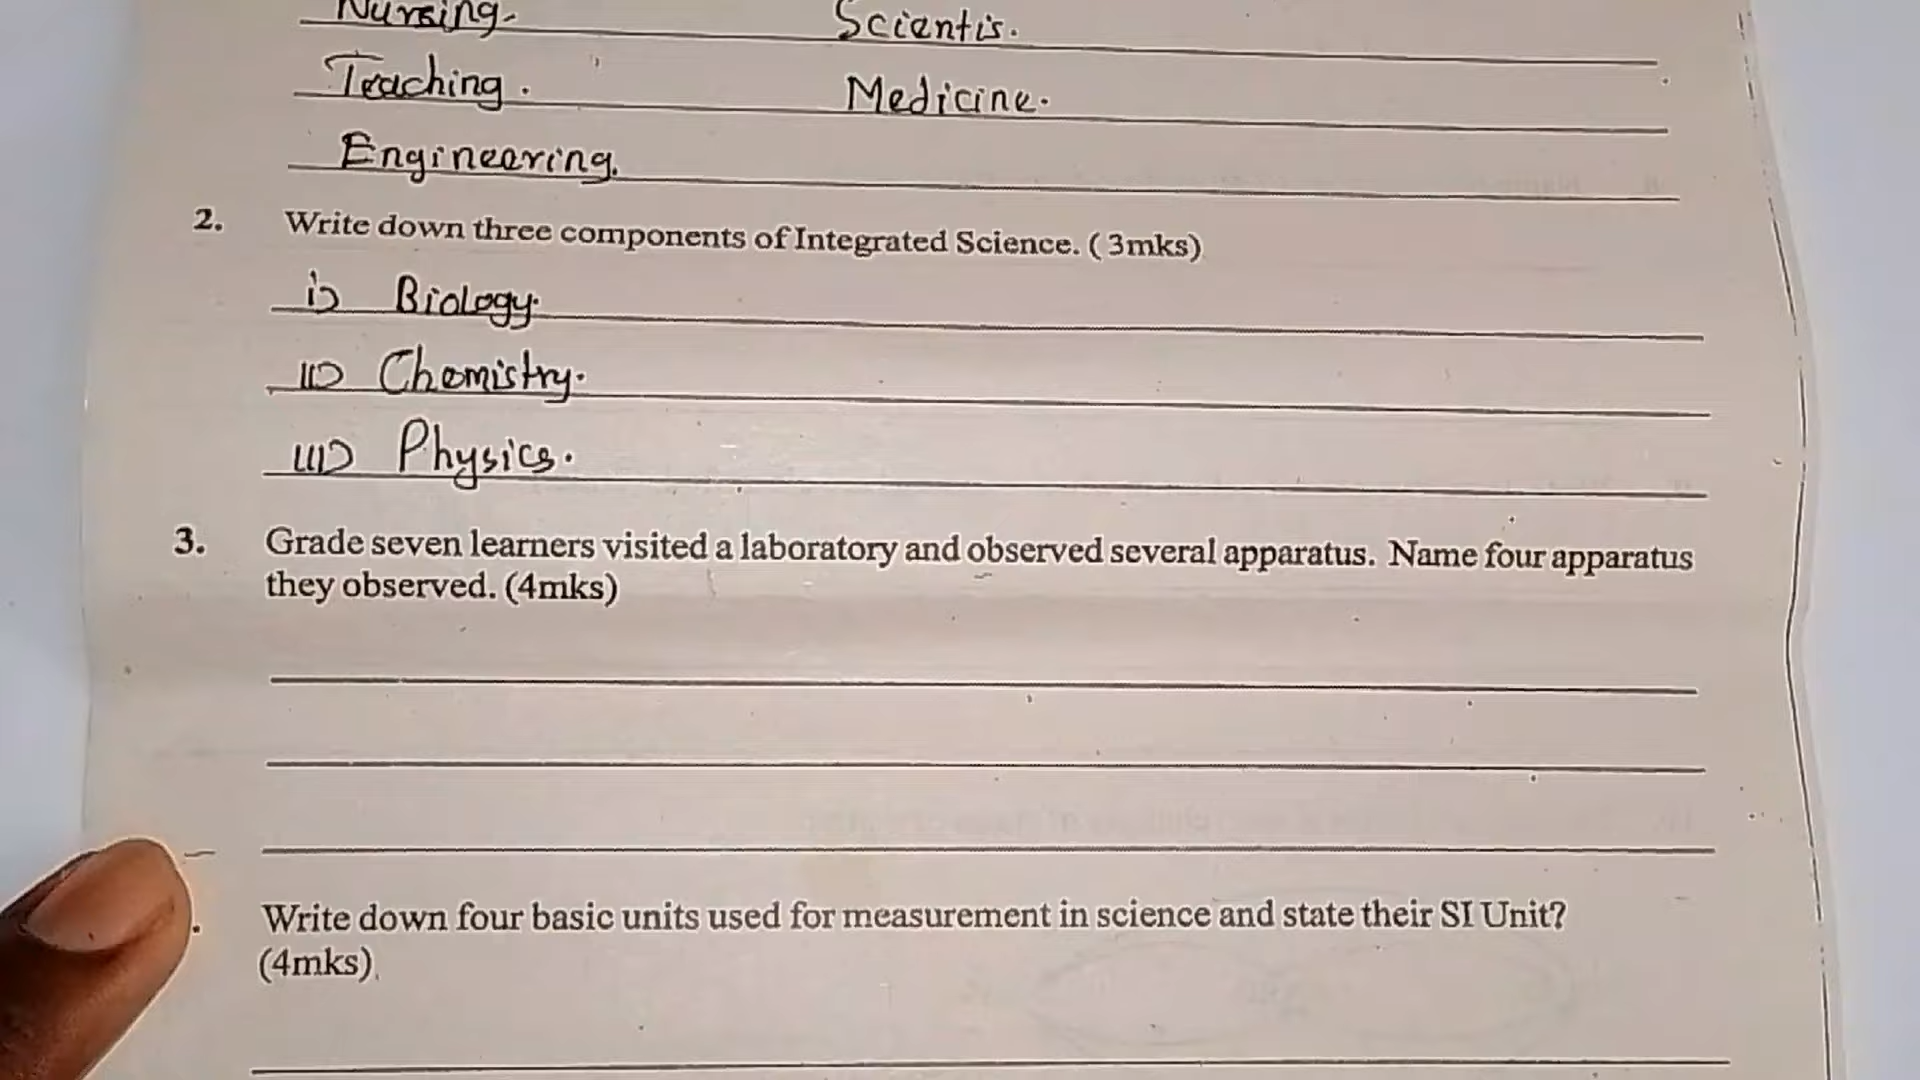 Nursing. Scientis.
Teaching. Medicine.
Engineering.
2. Write down three components of Integrated Science. ( 3mks)
i) Biology.
ii) Chemistry.
iii) Physics.
3. Grade seven learners visited a laboratory and observed several apparatus. Name four apparatus
they observed. (4mks)
. Write down four basic units used for measurement in science and state their SI Unit?
(4mks).